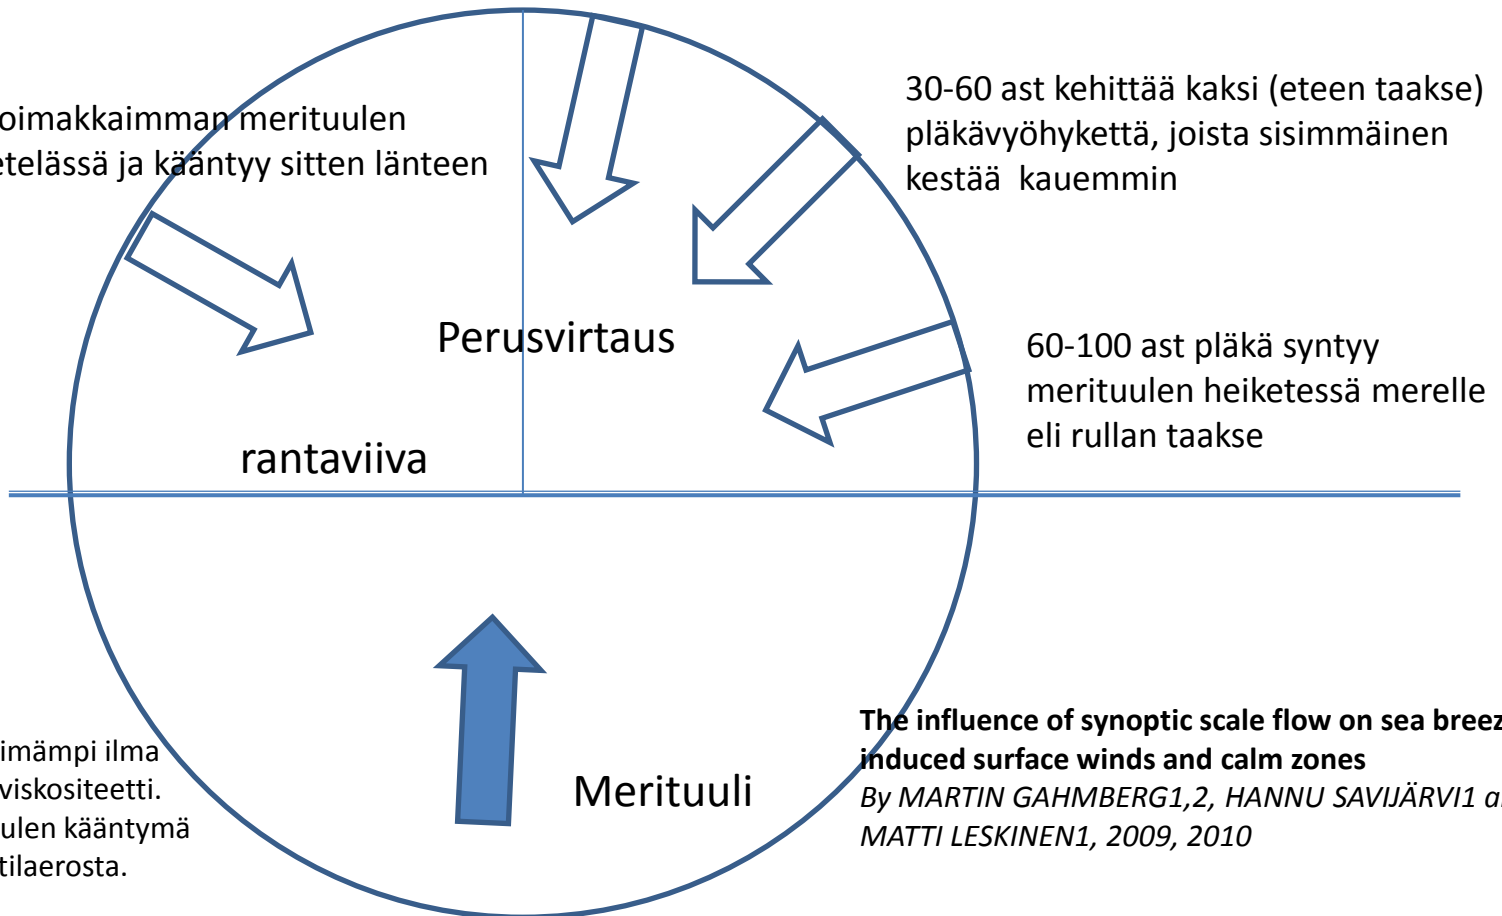 oimakkaimman merituulen
etelässä ja kääntyy sitten länteen
30-60 ast kehittää kaksi (eteen taakse)
pläkävyöhykettä, joista sisimmäinen
kestää kauemmin
Perusvirtaus
60-100 ast pläkä syntyy
merituulen heiketessä merelle
eli rullan taakse
rantaviiva
Merituuli
imämpi ilma
viskositeetti.
ulen kääntymä
tilaerosta.
The influence of synoptic scale flow on sea breez
induced surface winds and calm zones
By MARTIN GAHMBERG1,2, HANNU SAVIJÄRVI1 a
MATTI LESKINEN1, 2009, 2010